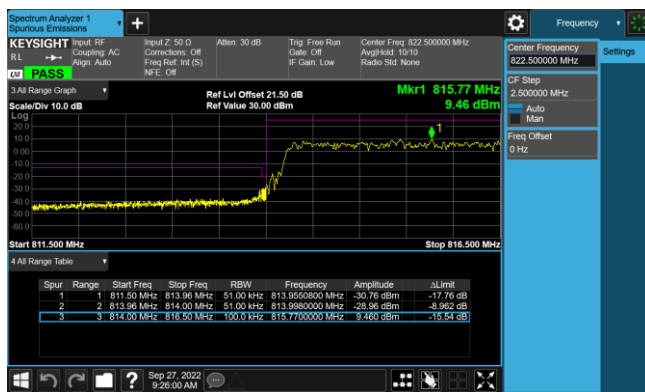 Spectrum Analyzer 1
Spurious Emissions
Frequency
KEYSIGHT
Input: RF
Coupling: AC
Align: Auto
Input Z: 50 Ω
Corrections: Off
Freq Ref: Int (S)
NFE: Off
Atten: 30 dB
Trig: Free Run
Gate: Off
IF Gain: Low
Center Freq: 822.500000 MHz
Avg|Hold: 10/10
Radio Std: None
RL
LXI PASS
Center Frequency
822.500000 MHz
Settings
CF Step
2.500000 MHz
Auto
Man
Freq Offset
0 Hz
3 All Range Graph
Scale/Div 10.0 dB
Ref Lvl Offset 21.50 dB
Ref Value 30.00 dBm
Mkr1 815.77 MHz
9.46 dBm
Log
20.0
10.0
0.00
-10.0
-20.0
-30.0
-40.0
-50.0
-60.0
1
Start 811.500 MHz
Stop 816.500 MHz
4 All Range Table
Spur Range Start Freq Stop Freq RBW Frequency Amplitude ΔLimit
1 1 811.50 MHz 813.96 MHz 51.00 kHz 813.9550800 MHz -30.76 dBm -17.76 dB
2 2 813.96 MHz 814.00 MHz 51.00 kHz 813.9980000 MHz -28.96 dBm -8.962 dB
3 3 814.00 MHz 816.50 MHz 100.0 kHz 815.7700000 MHz 9.460 dBm -15.54 dB
Sep 27, 2022
9:26:00 AM